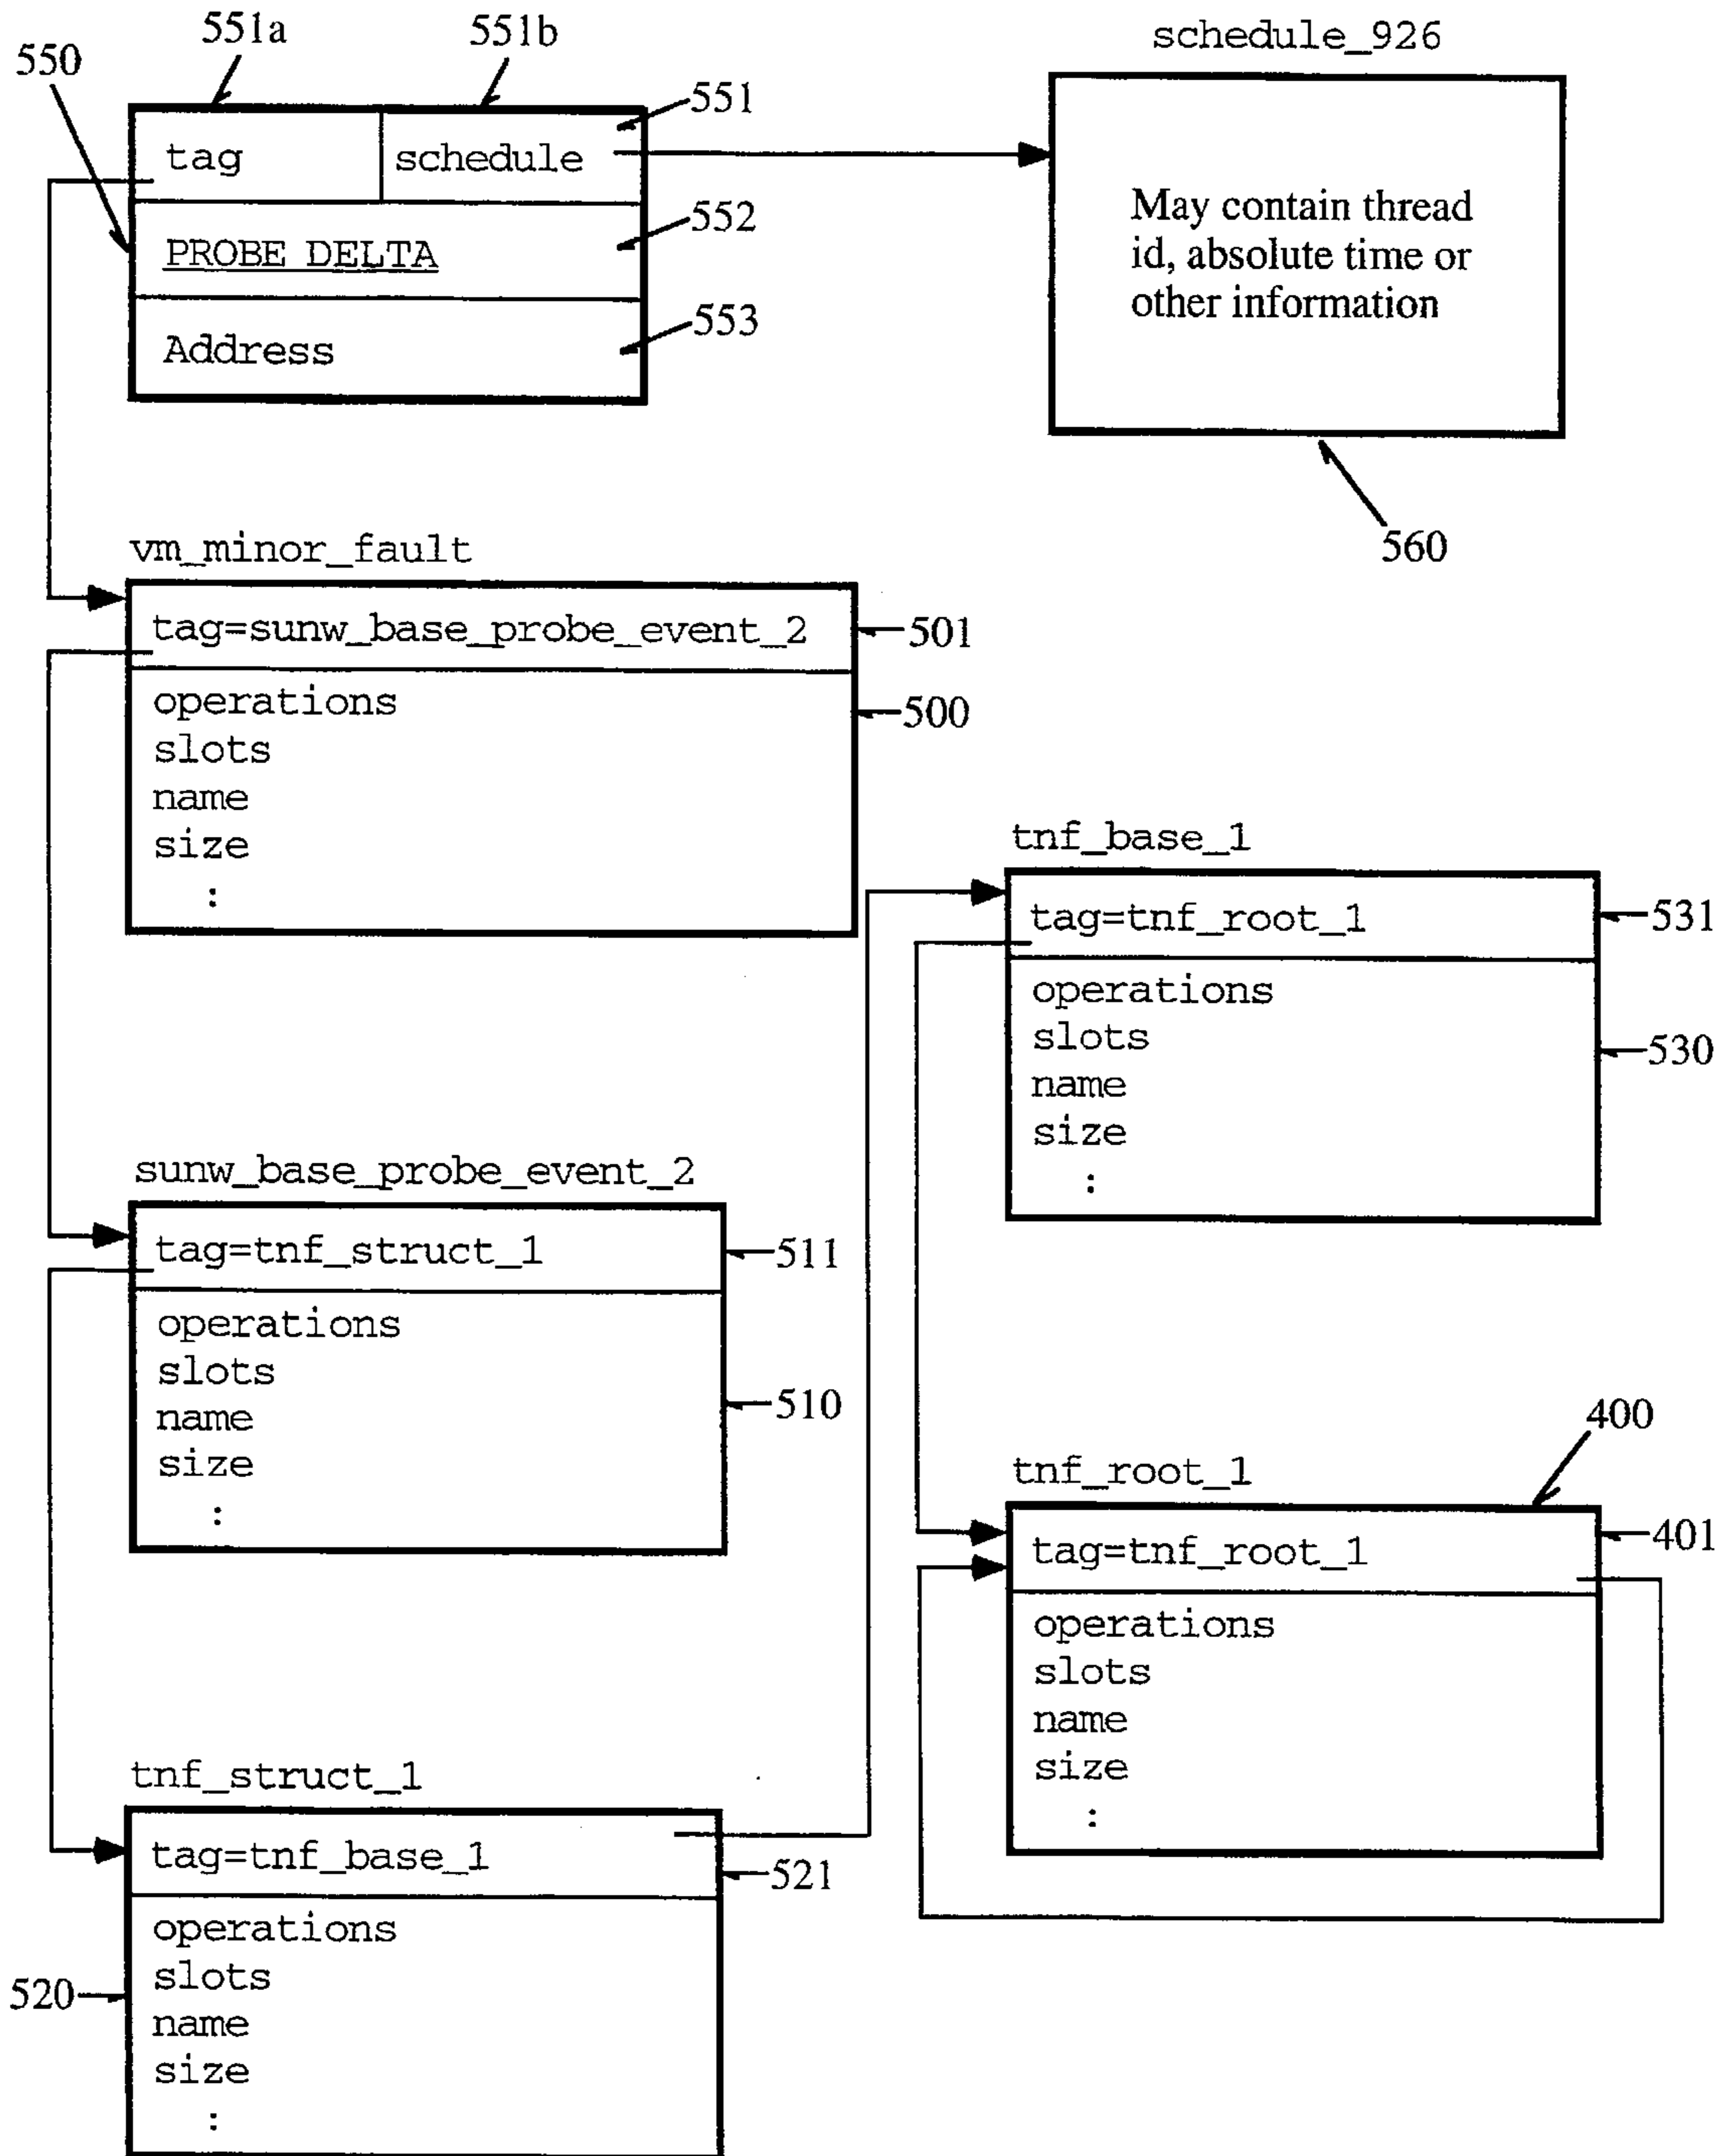 551a 551b
550
551
tag schedule
552
PROBE DELTA
553
Address
schedule_926
May contain thread
id, absolute time or
other information
560
vm_minor_fault
tag=sunw_base_probe_event_2
501
operations
500
slots
name
size
:
tnf_base_1
tag=tnf_root_1
531
operations
slots
530
name
size
:
sunw_base_probe_event_2
tag=tnf_struct_1
511
operations
slots
name
510
size
:
400
tnf_root_1
tag=tnf_root_1
401
operations
slots
name
size
:
tnf_struct_1
tag=tnf_base_1
521
operations
slots
520
name
size
: